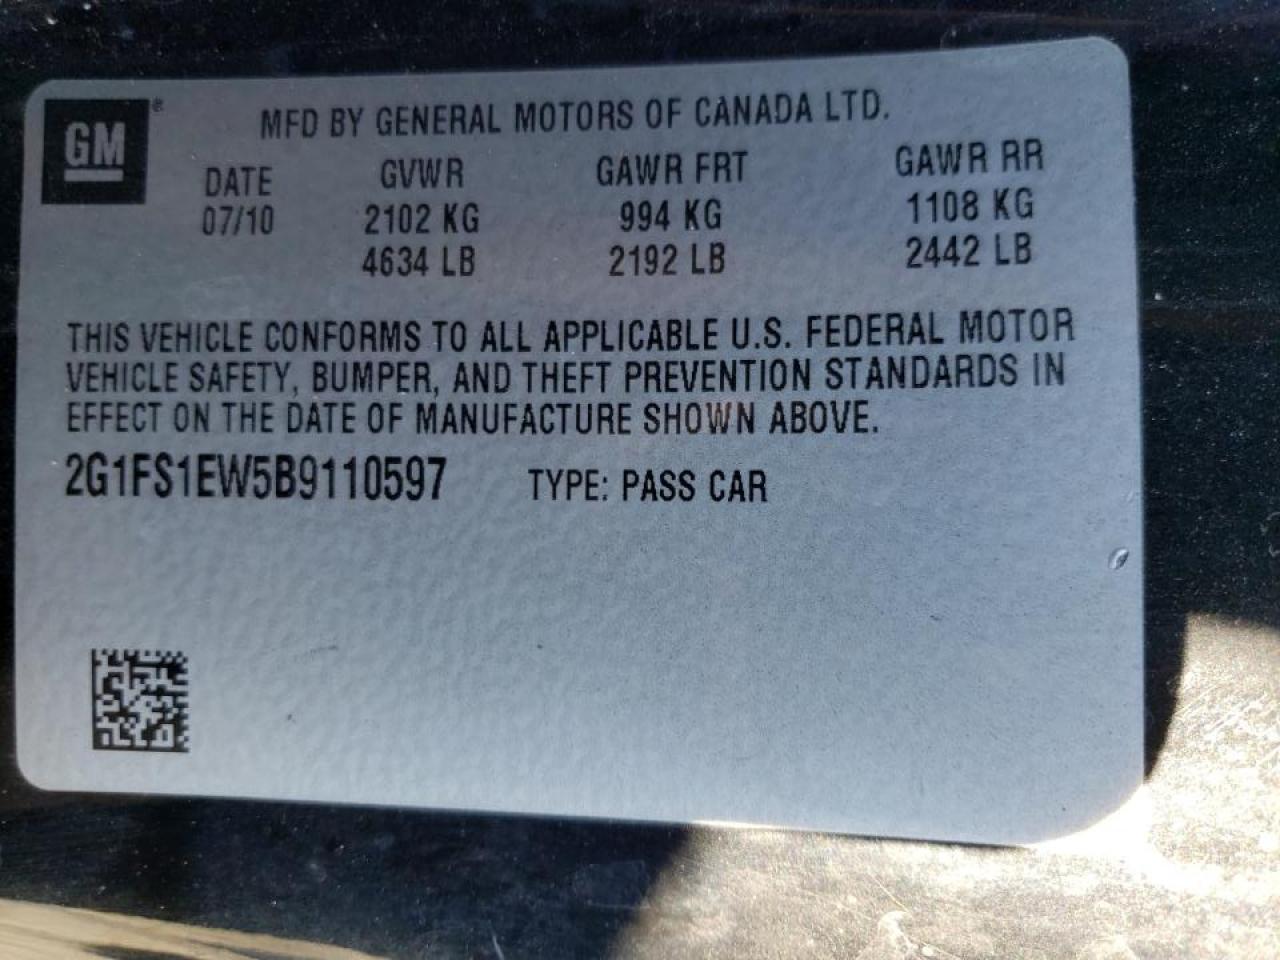 GM®
MFD BY GENERAL MOTORS OF CANADA LTD.
DATE GVWR GAWR FRT GAWR RR
07/10 2102 KG 994 KG 1108 KG
4634 LB 2192 LB 2442 LB
THIS VEHICLE CONFORMS TO ALL APPLICABLE U.S. FEDERAL MOTOR
VEHICLE SAFETY, BUMPER, AND THEFT PREVENTION STANDARDS IN
EFFECT ON THE DATE OF MANUFACTURE SHOWN ABOVE.
2G1FS1EW5B9110597 TYPE: PASS CAR